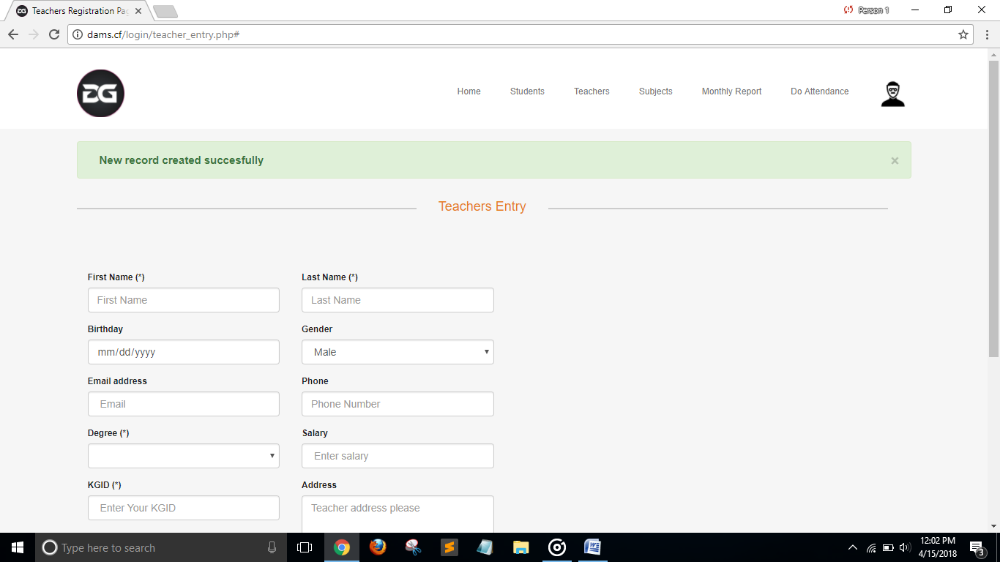 Teachers Registration Pag
Person 1
dams.cf/login/teacher_entry.php#
DG
Home Students Teachers Subjects Monthly Report Do Attendance
New record created succesfully ×
Teachers Entry
First Name (*) Last Name (*)
First Name Last Name
Birthday Gender
mm/dd/yyyy Male
Email address Phone
Email Phone Number
Degree (*) Salary
Enter salary
KGID (*) Address
Enter Your KGID Teacher address please
Type here to search
12:02 PM
4/15/2018
3